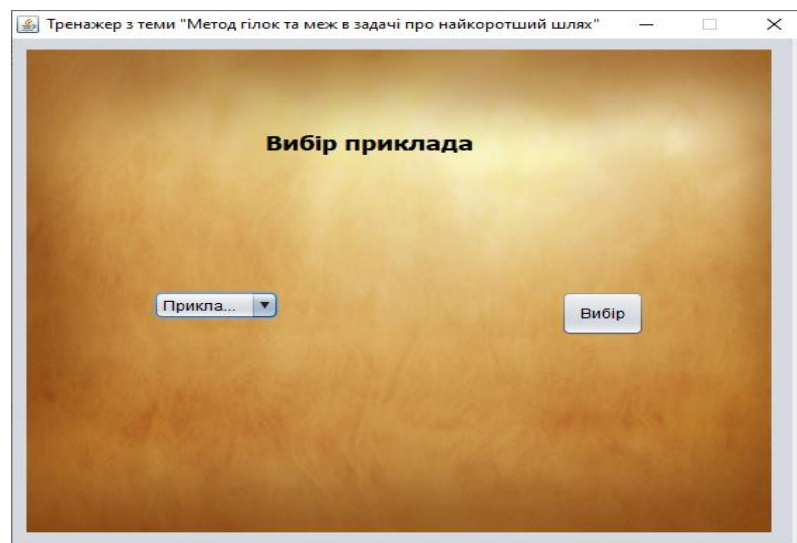 Тренажер з теми "Метод гілок та меж в задачі про найкоротший шлях"
Вибір приклада
Прикла...
Вибір